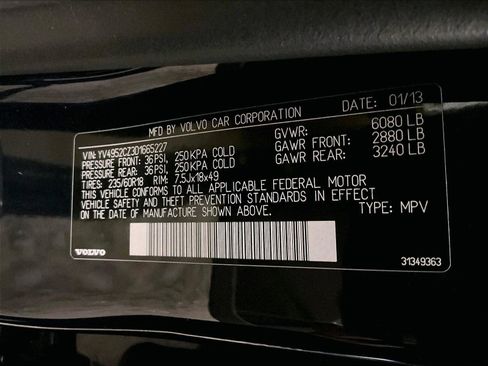 MFD BY VOLVO CAR CORPORATION DATE: 01/13
VIN: YV4952CZ3D1665227 GVWR: 6080 LB
PRESSURE FRONT: 36 PSI, 250 KPA COLD GAWR FRONT: 2880 LB
PRESSURE REAR: 36 PSI, 250 KPA COLD GAWR REAR: 3240 LB
TIRES: 235/60R18 RIM: 7.5Jx18x49
THIS VEHICLE CONFORMS TO ALL APPLICABLE FEDERAL MOTOR
VEHICLE SAFETY AND THEFT PREVENTION STANDARDS IN EFFECT
ON THE DATE OF MANUFACTURE SHOWN ABOVE. TYPE: MPV
VOLVO 31349363